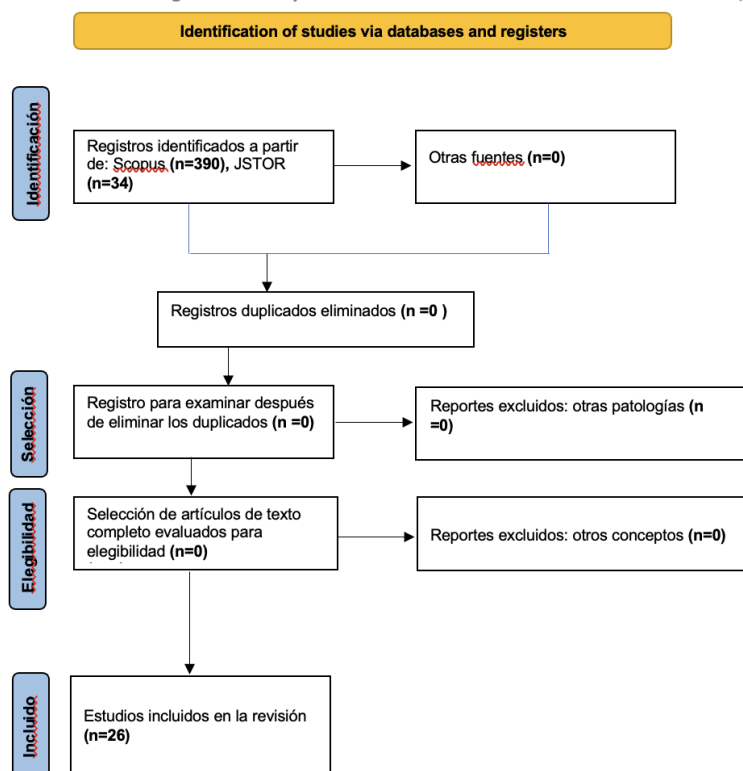 Identification of studies via databases and registers
Identificación
Registros identificados a partir
de: Scopus (n=390), JSTOR
(n=34)
Otras fuentes (n=0)
Registros duplicados eliminados (n =0 )
Selección
Registro para examinar después
de eliminar los duplicados (n =0)
Reportes excluidos: otras patologías (n
=0)
Elegibilidad
Selección de artículos de texto
completo evaluados para
elegibilidad (n=0)
Reportes excluidos: otros conceptos (n=0)
Incluido
Estudios incluidos en la revisión
(n=26)